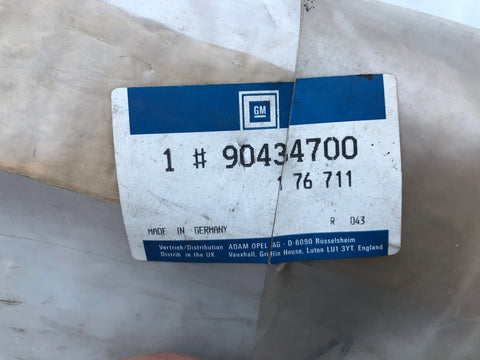 GM
1 # 90434700
1 76 711
R 043
MADE IN GERMANY
Vertrieb/Distribution ADAM OPEL AG - D-6090 Rüsselsheim
Distrib. in the UK Vauxhall, Griffin House, Luton LU1 3YT. England